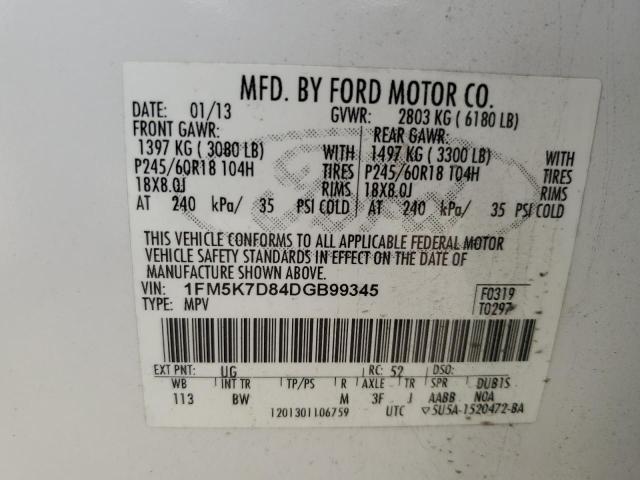 MFD. BY FORD MOTOR CO.
DATE: 01/13 GVWR: 2803 KG ( 6180 LB)
FRONT GAWR: REAR GAWR:
1397 KG ( 3080 LB) WITH 1497 KG ( 3300 LB) WITH
P245/60R18 104H TIRES P245/60R18 104H TIRES
18X8.0J RIMS 18X8.0J RIMS
AT 240 kPa/ 35 PSI COLD AT 240 kPa/ 35 PSI COLD
THIS VEHICLE CONFORMS TO ALL APPLICABLE FEDERAL MOTOR
VEHICLE SAFETY STANDARDS IN EFFECT ON THE DATE OF
MANUFACTURE SHOWN ABOVE.
VIN: 1FM5K7D84DGB99345 F0319
TYPE: MPV T0297
EXT PNT: UG RC: 52 DSO:
WB INT TR TP/PS R AXLE TR SPR DUB1S
113 BW M 3F J AABB NOA
1201301106759 UTC ▽5U5A-1520472-BA